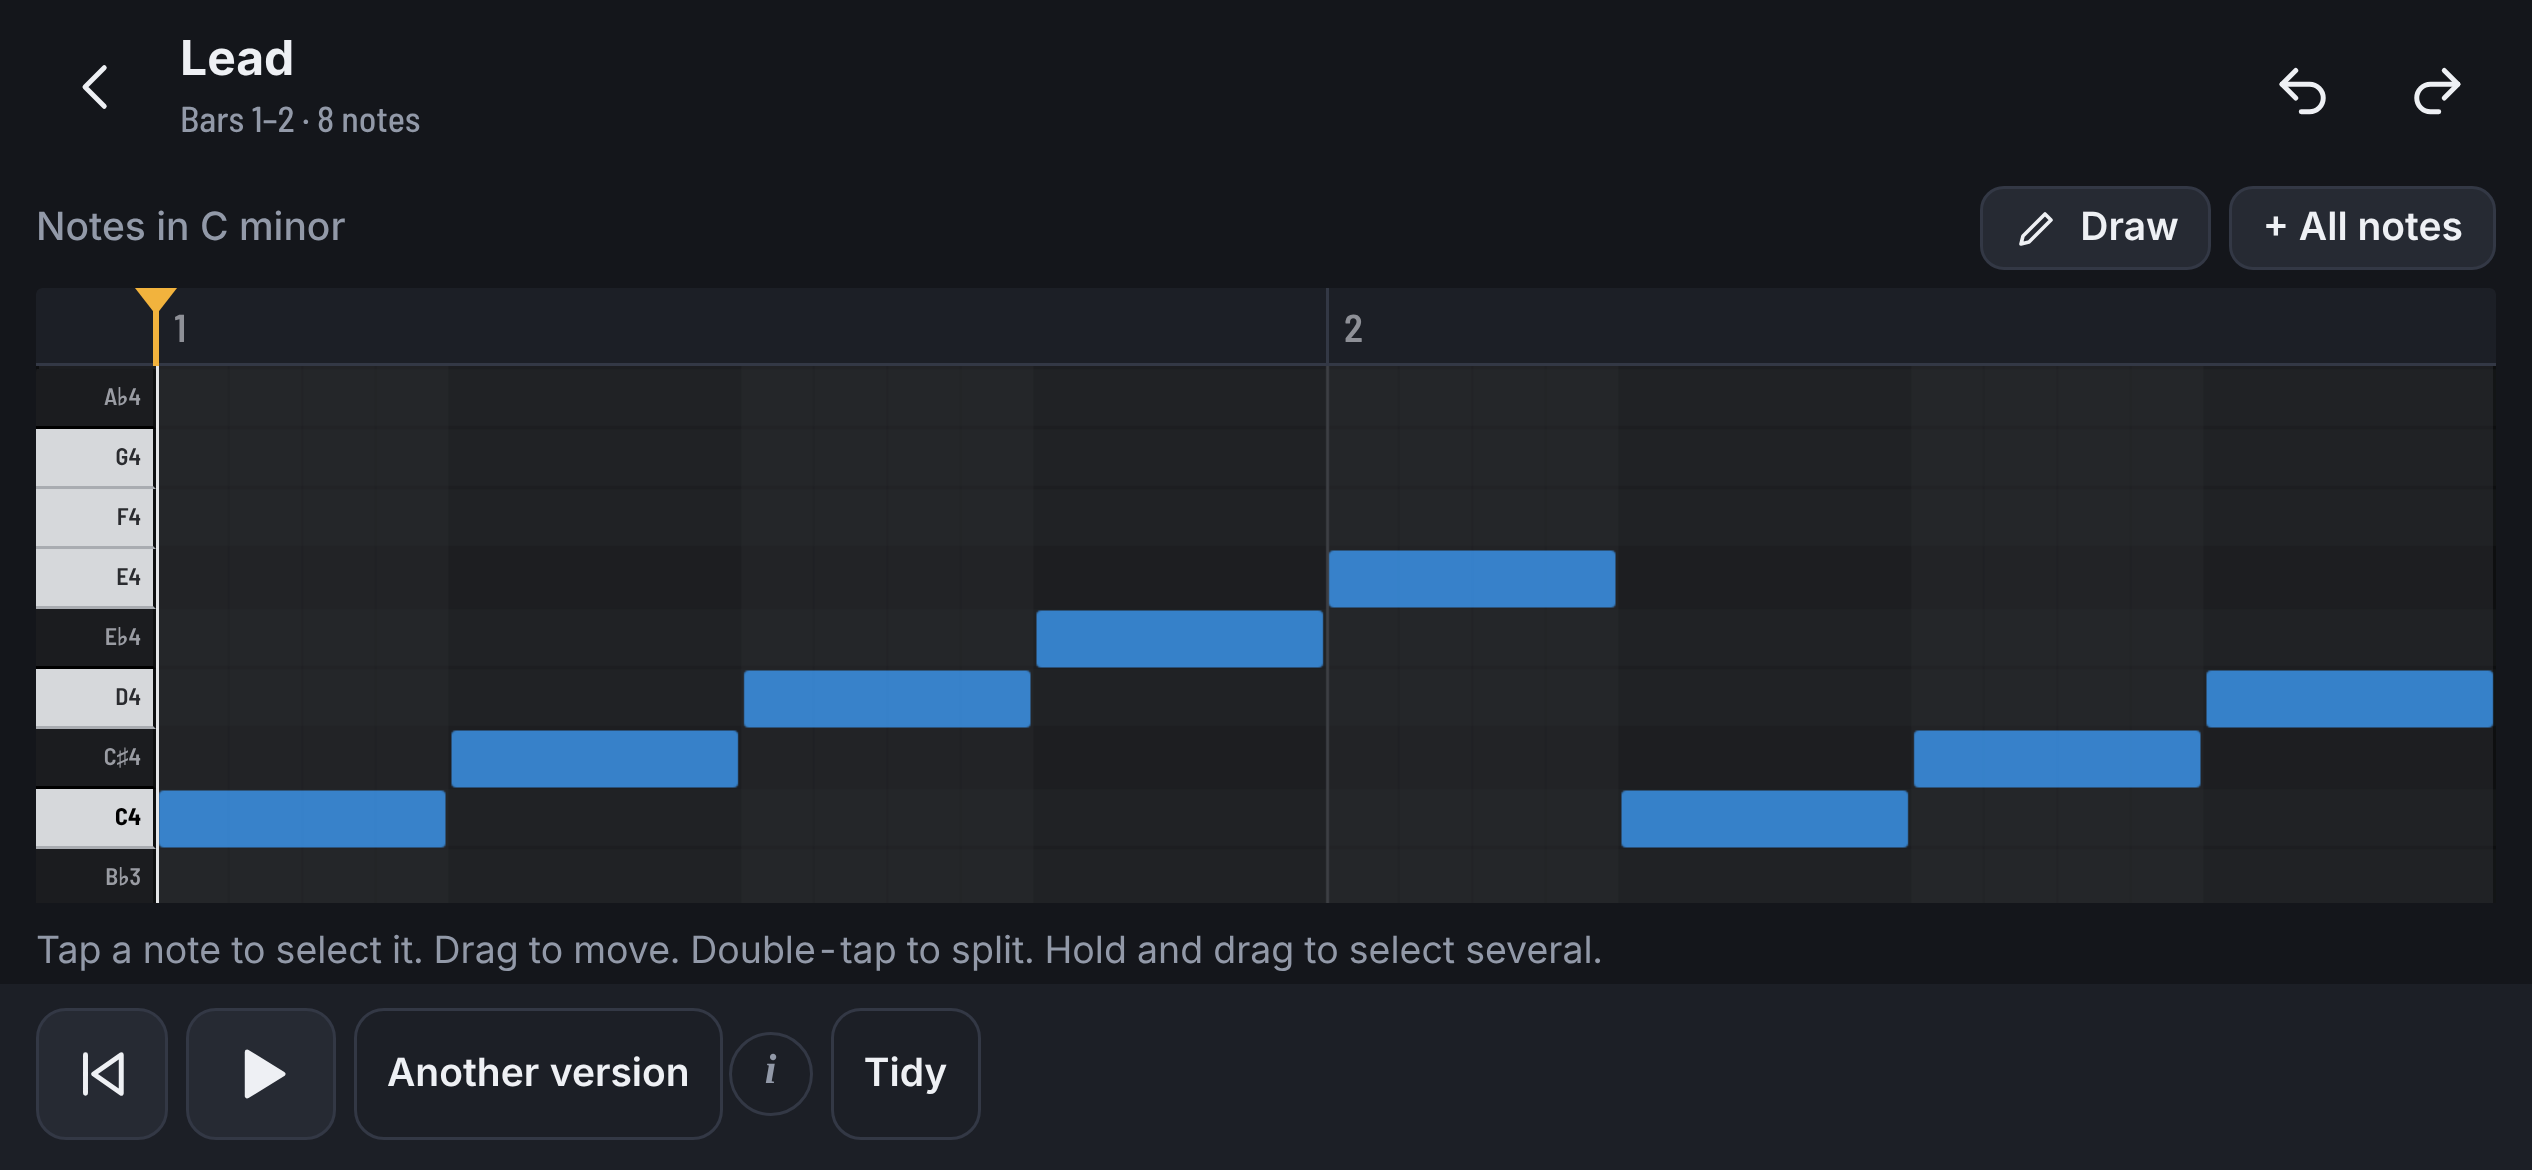 Lead
Bars 1–2 · 8 notes
Notes in C minor
Draw
+ All notes
1
2
A♭4
G4
F4
E4
E♭4
D4
C♯4
C4
B♭3
Tap a note to select it. Drag to move. Double-tap to split. Hold and drag to select several.
Another version
i
Tidy